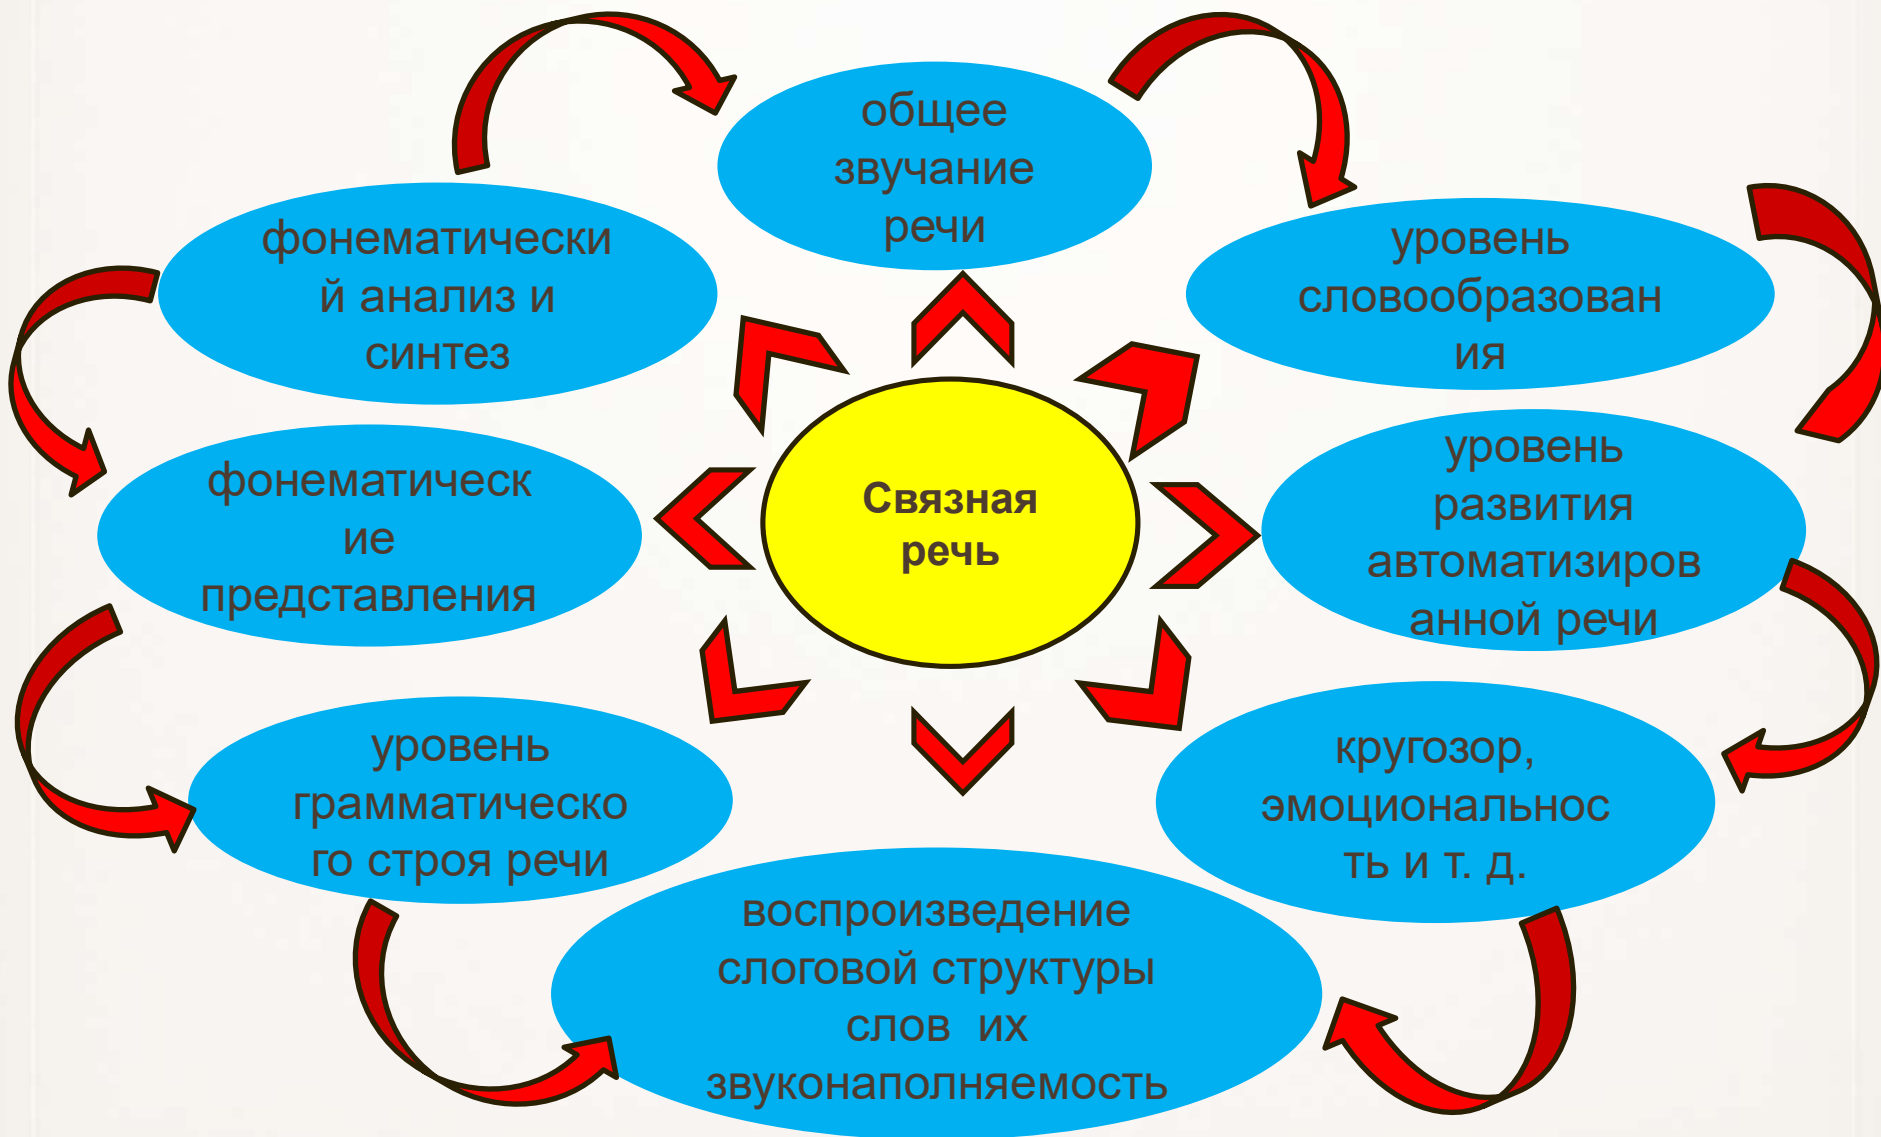 общее
звучание
речи
фонематически
й анализ и
синтез
уровень
словообразован
ия
фонематическ
ие
представления
Связная
речь
уровень
развития
автоматизиров
анной речи
уровень
грамматическо
го строя речи
кругозор,
эмоциональнос
ть и т. д.
воспроизведение
слоговой структуры
слов  их
звуконаполняемость